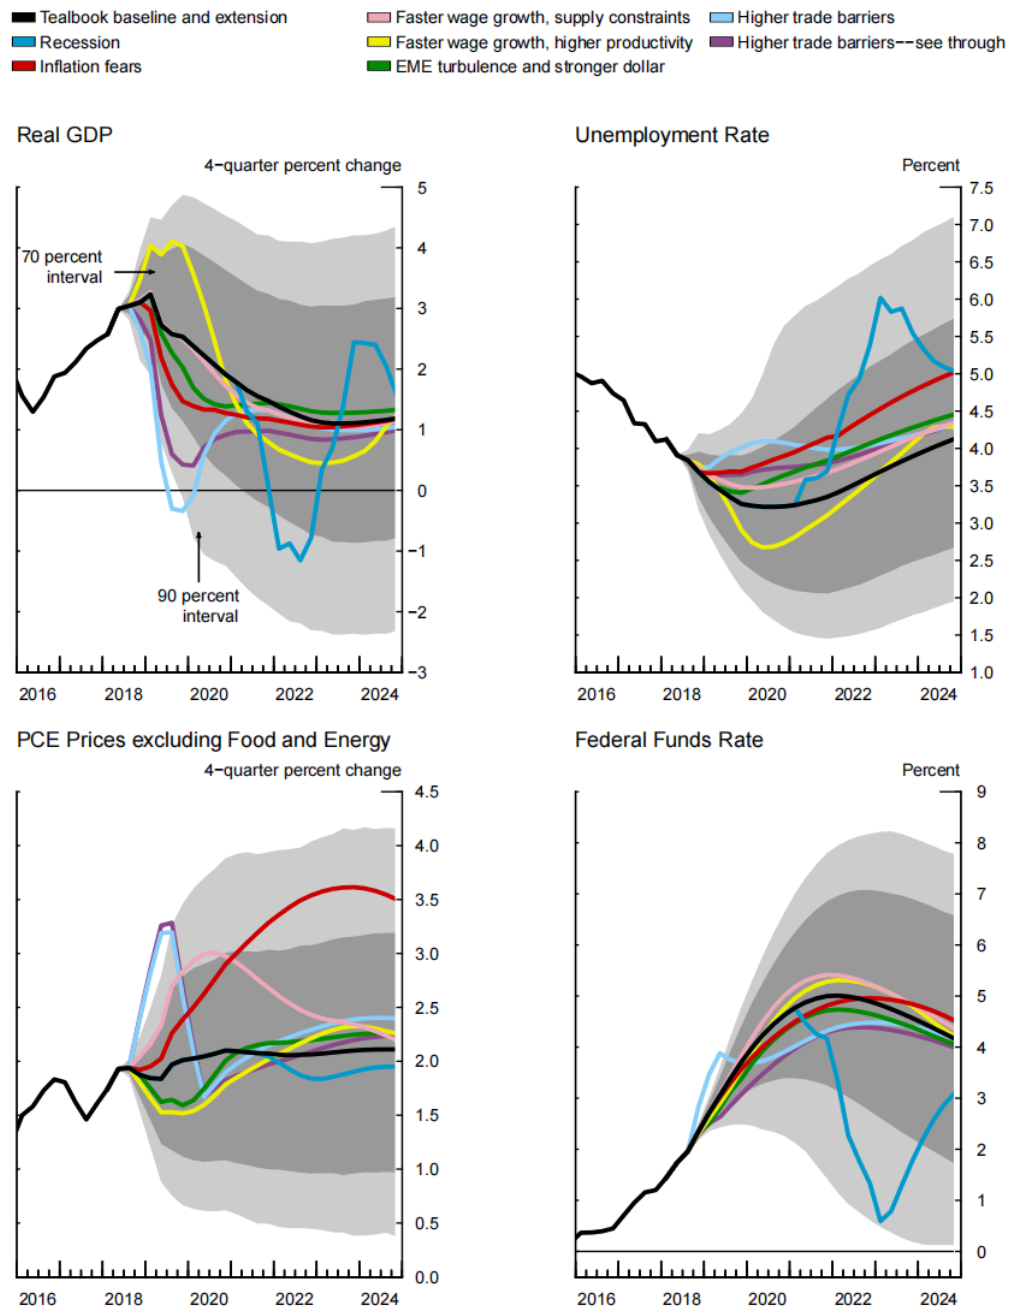 Tealbook baseline and extension
Recession
Inflation fears
Faster wage growth, supply constraints
Faster wage growth, higher productivity
EME turbulence and stronger dollar
Higher trade barriers
Higher trade barriers--see through
Real GDP
4-quarter percent change
5
4
3
2
1
0
-1
-2
-3
70 percent
interval
90 percent
interval
2016 2018 2020 2022 2024
Unemployment Rate
Percent
7.5
7.0
6.5
6.0
5.5
5.0
4.5
4.0
3.5
3.0
2.5
2.0
1.5
1.0
2016 2018 2020 2022 2024
PCE Prices excluding Food and Energy
4-quarter percent change
4.5
4.0
3.5
3.0
2.5
2.0
1.5
1.0
0.5
0.0
2016 2018 2020 2022 2024
Federal Funds Rate
Percent
9
8
7
6
5
4
3
2
1
0
2016 2018 2020 2022 2024